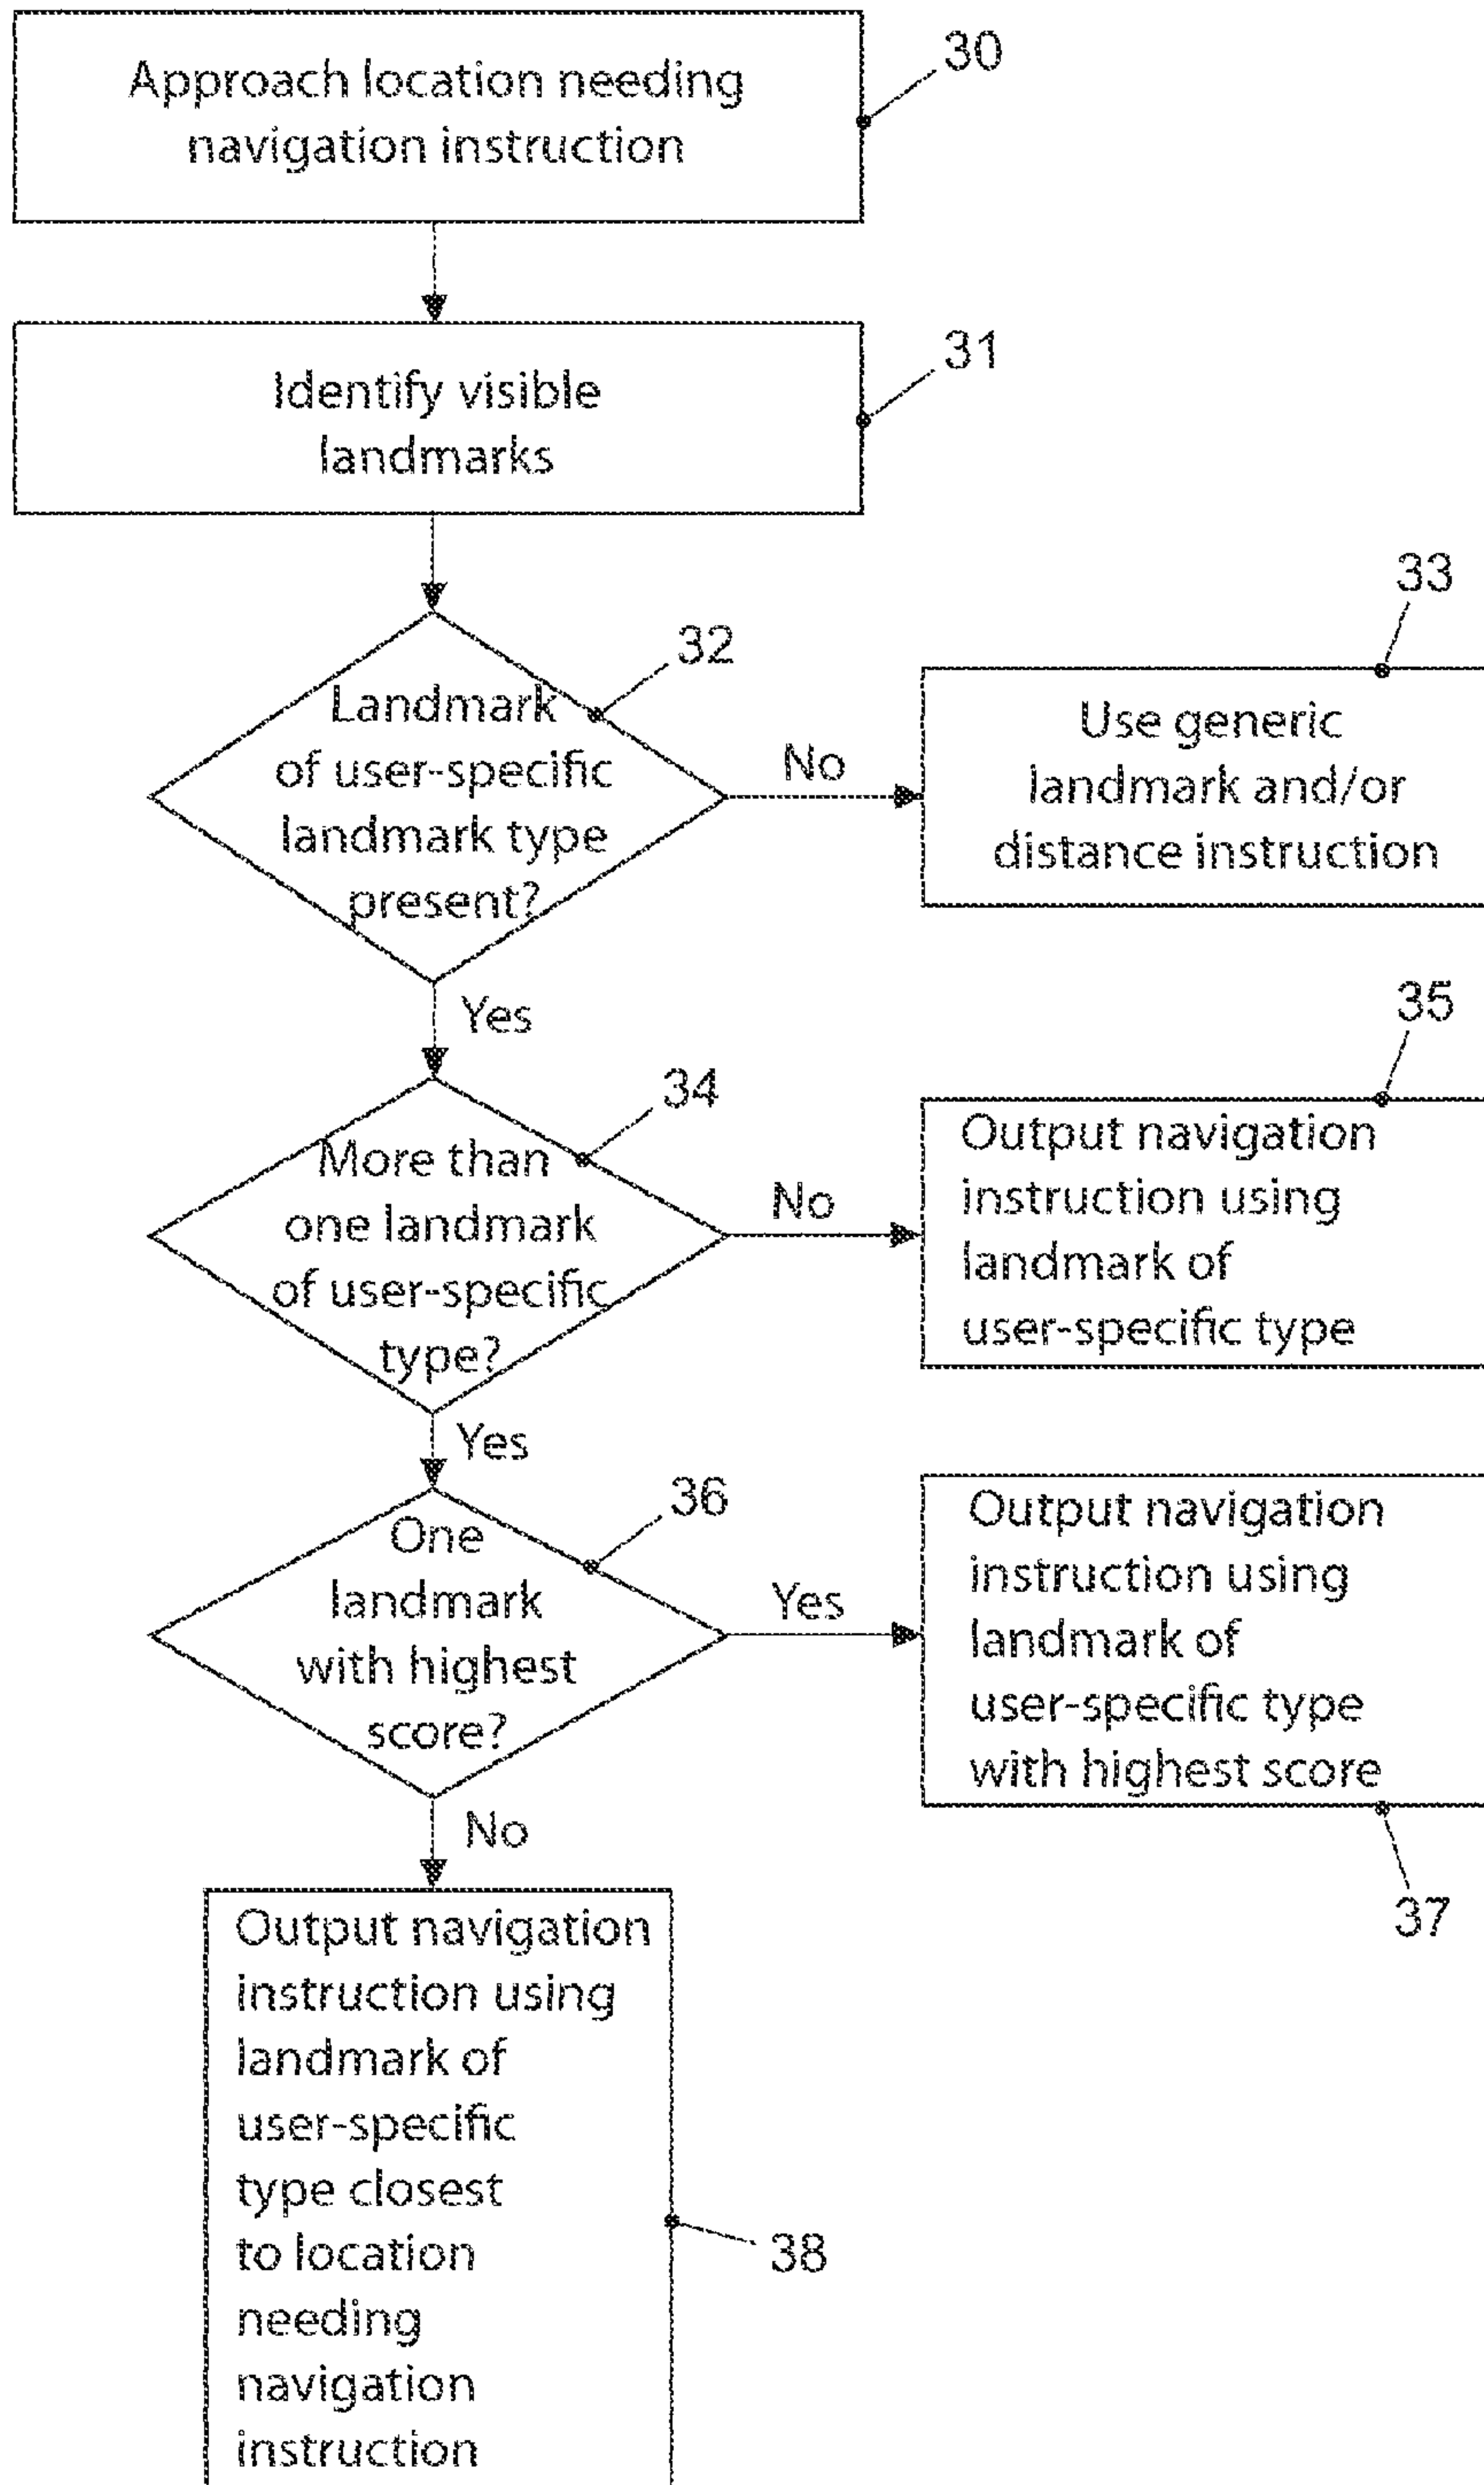 Approach location needing
navigation instruction
30
Identify visible
landmarks
31
Landmark
of user-specific
landmark type
present?
32
No
Use generic
landmark and/or
distance instruction
33
Yes
More than
one landmark
of user-specific
type?
34
No
Output navigation
instruction using
landmark of
user-specific type
35
Yes
One
landmark
with highest
score?
36
Yes
Output navigation
instruction using
landmark of
user-specific type
with highest score
37
No
Output navigation
instruction using
landmark of
user-specific
type closest
to location
needing
navigation
instruction
38